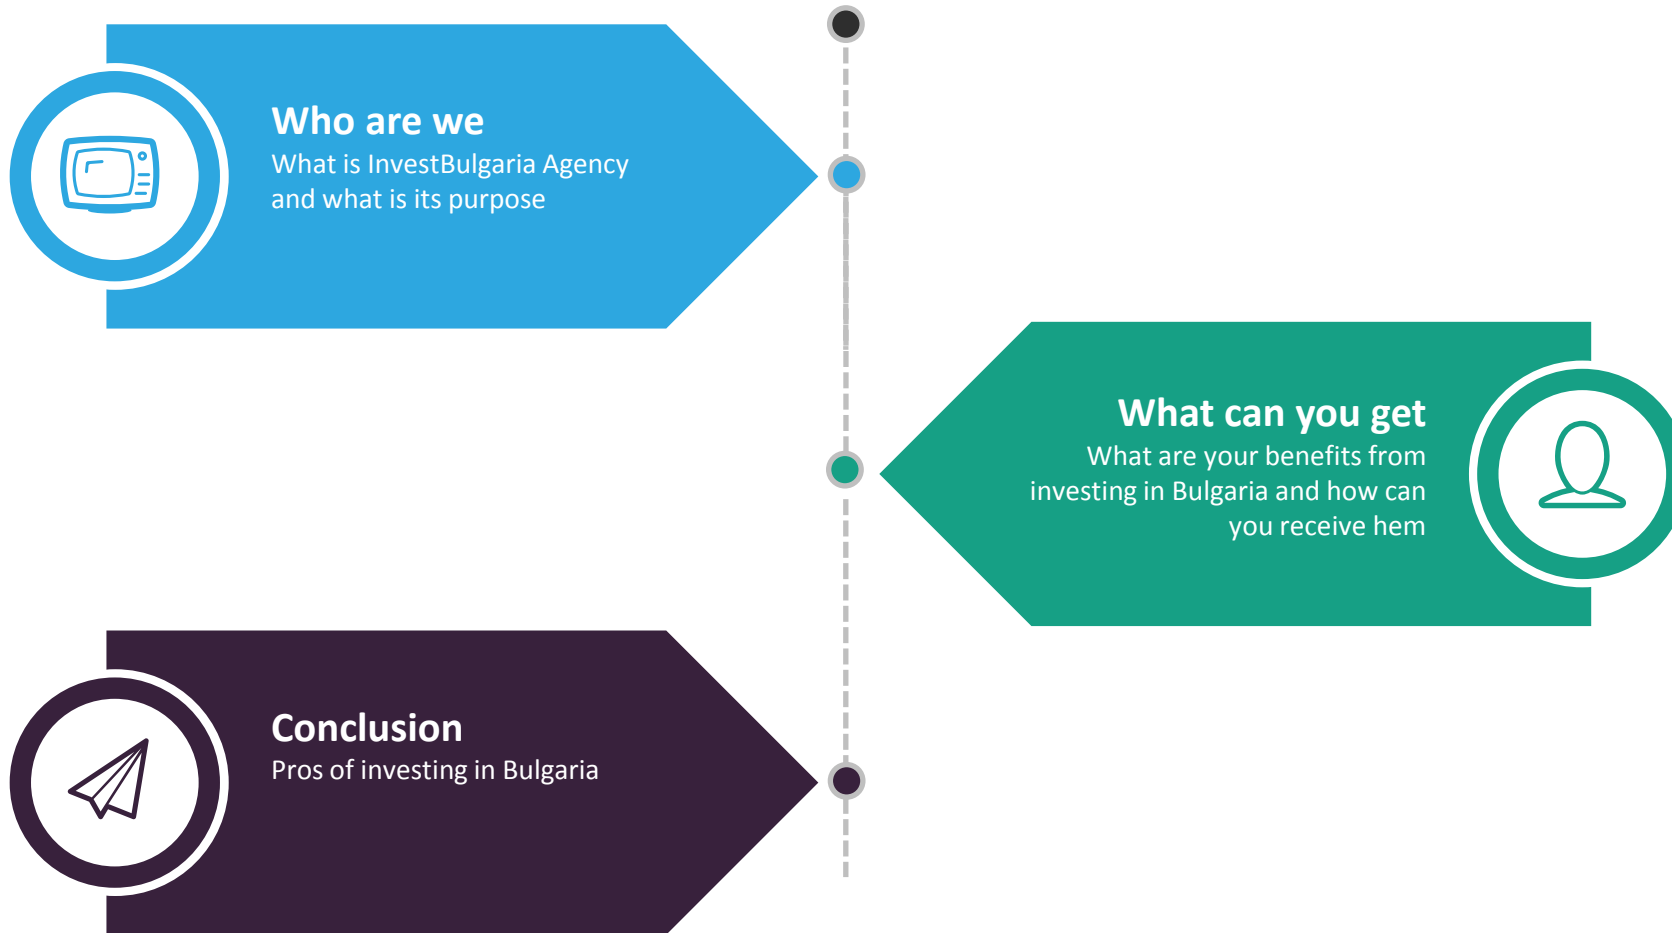 Who are we
What is InvestBulgaria Agency
and what is its purpose
What can you get
What are your benefits from
investing in Bulgaria and how can
you receive hem
Conclusion
Pros of investing in Bulgaria